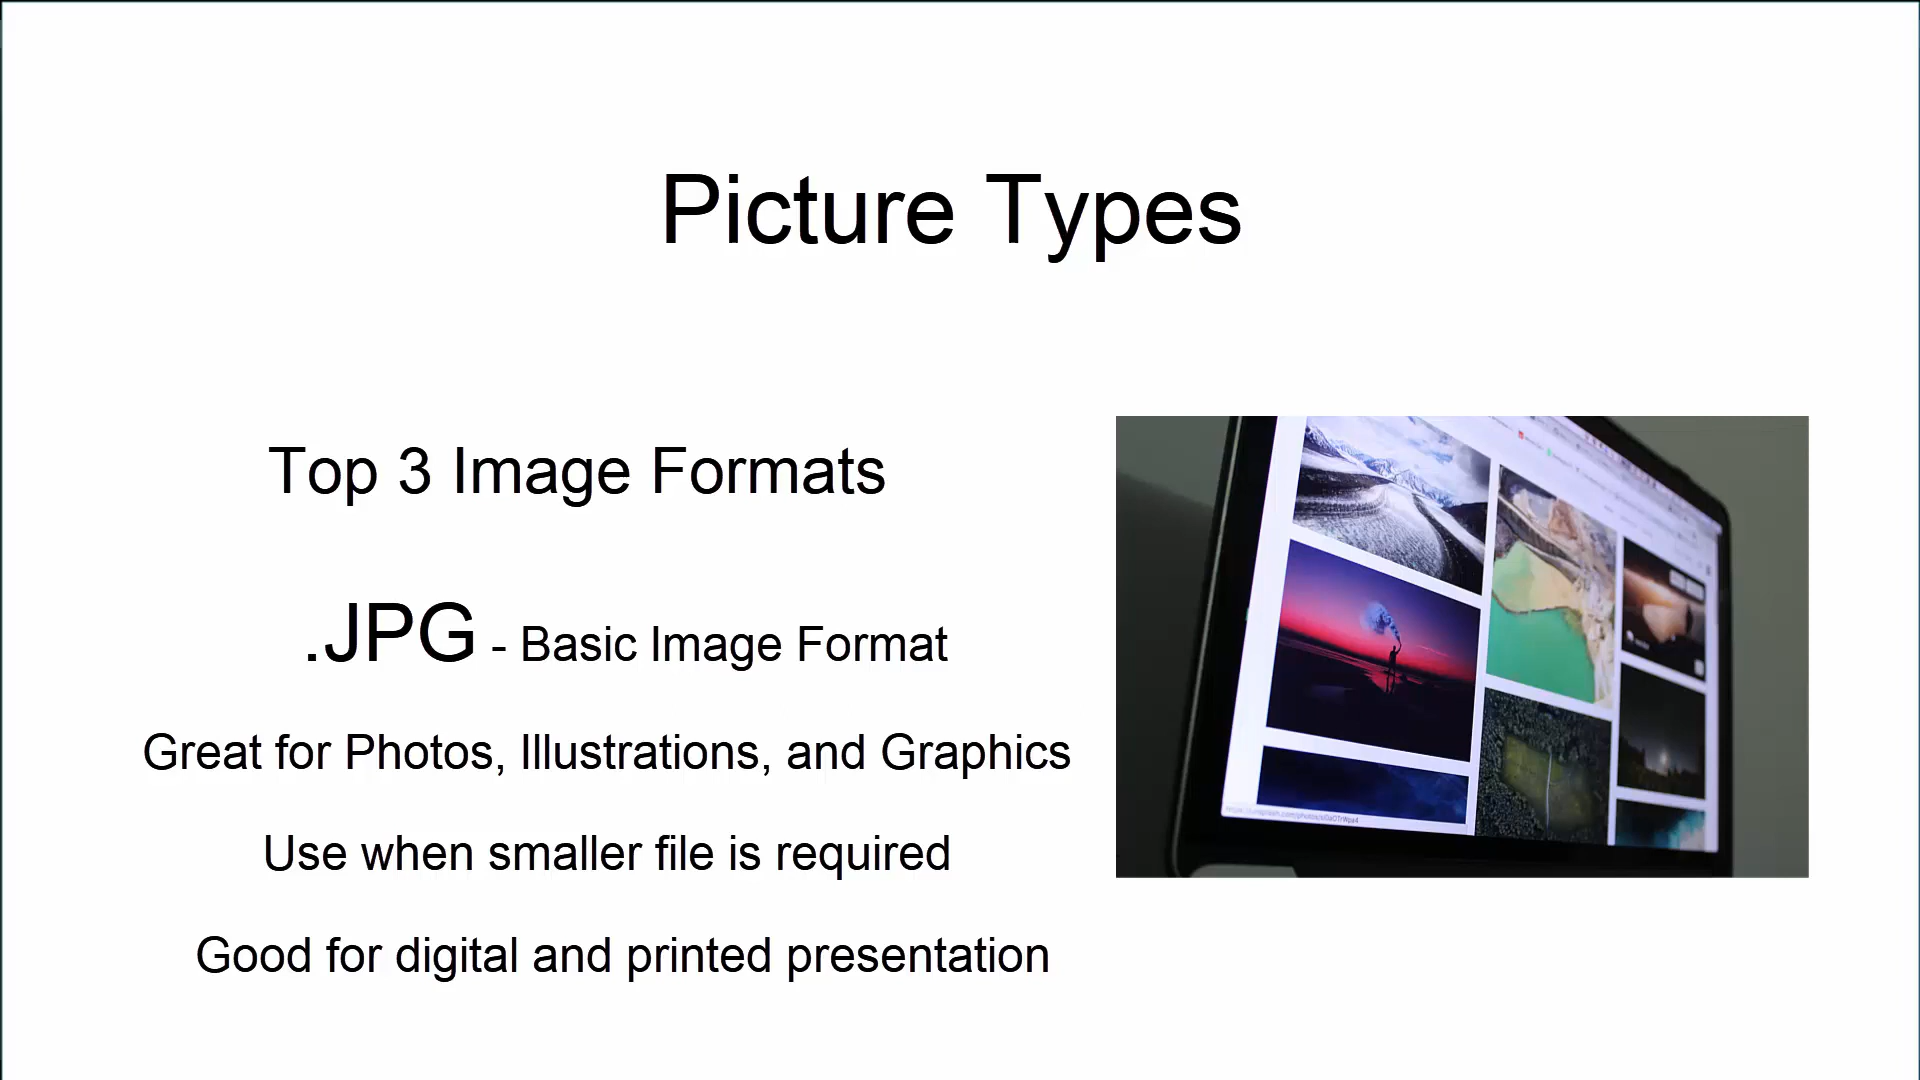 Picture Types
Top 3 Image Formats
.JPG - Basic Image Format
Great for Photos, Illustrations, and Graphics
Use when smaller file is required
Good for digital and printed presentation